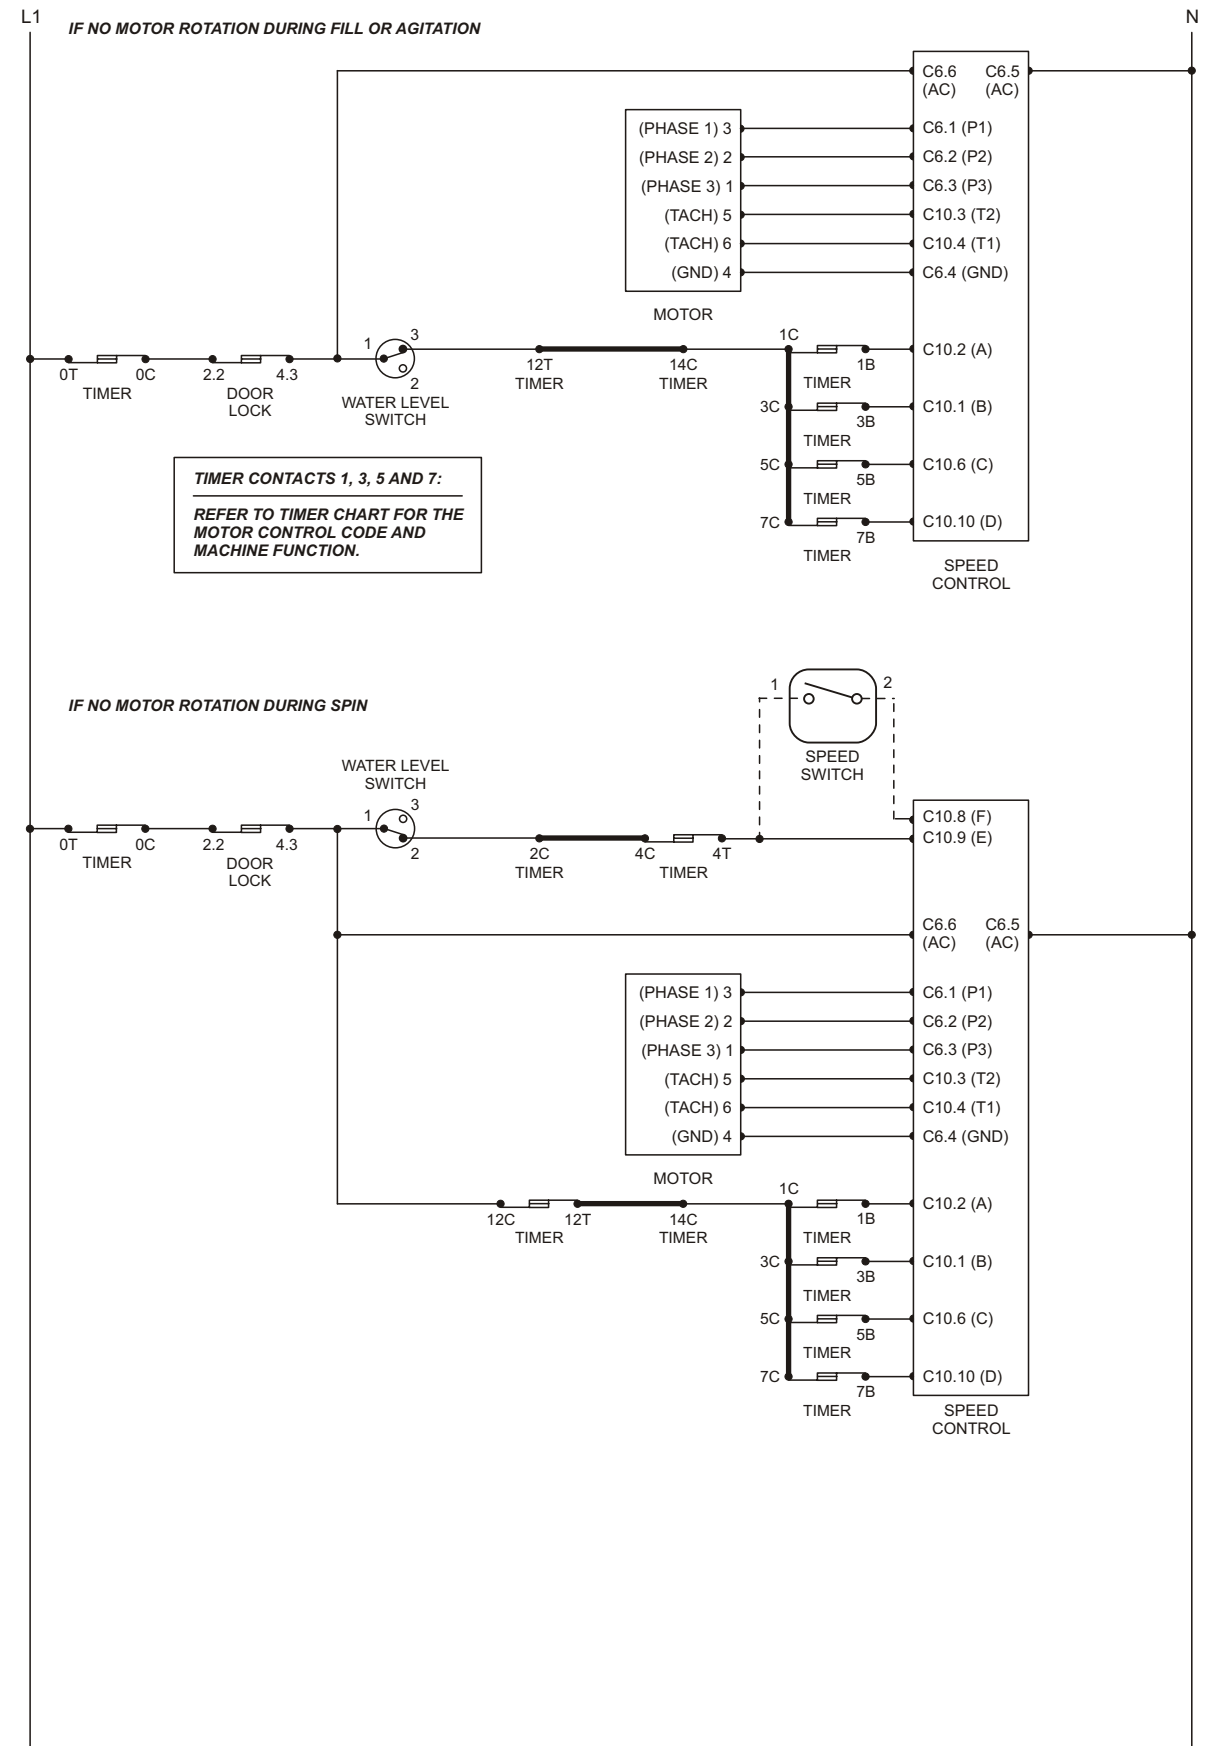 L1
N
IF NO MOTOR ROTATION DURING FILL OR AGITATION
C6.6 C6.5
(AC) (AC)
(PHASE 1) 3
C6.1 (P1)
(PHASE 2) 2
C6.2 (P2)
(PHASE 3) 1
C6.3 (P3)
(TACH) 5
C10.3 (T2)
(TACH) 6
C10.4 (T1)
(GND) 4
C6.4 (GND)
MOTOR
1
3
2
1C
C10.2 (A)
0T
0C
2.2
4.3
12T
14C
1B
TIMER
DOOR
LOCK
WATER LEVEL
SWITCH
TIMER
TIMER
TIMER
3C
C10.1 (B)
3B
TIMER
5C
C10.6 (C)
5B
TIMER
7C
C10.10 (D)
7B
TIMER
SPEED
CONTROL
TIMER CONTACTS 1, 3, 5 AND 7:
REFER TO TIMER CHART FOR THE
MOTOR CONTROL CODE AND
MACHINE FUNCTION.
IF NO MOTOR ROTATION DURING SPIN
1
2
SPEED
SWITCH
WATER LEVEL
SWITCH
1
3
2
C10.8 (F)
C10.9 (E)
0T
0C
2.2
4.3
2C
4C
4T
TIMER
DOOR
LOCK
TIMER
TIMER
C6.6 C6.5
(AC) (AC)
(PHASE 1) 3
C6.1 (P1)
(PHASE 2) 2
C6.2 (P2)
(PHASE 3) 1
C6.3 (P3)
(TACH) 5
C10.3 (T2)
(TACH) 6
C10.4 (T1)
(GND) 4
C6.4 (GND)
MOTOR
1C
C10.2 (A)
12C
12T
14C
1B
TIMER
TIMER
TIMER
3C
C10.1 (B)
3B
TIMER
5C
C10.6 (C)
5B
TIMER
7C
C10.10 (D)
7B
TIMER
SPEED
CONTROL